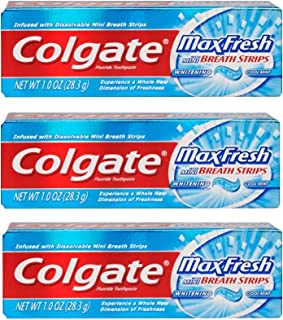 Infused with Dissolvable Mini Breath Strips
Colgate®
Fluoride Toothpaste
MaxFresh
MINI BREATH STRIPS
WHITENING
COOL MINT
NET WT 1.0 OZ (28.3 g)
Experience a Whole New
Dimension of Freshness
Infused with Dissolvable Mini Breath Strips
Colgate®
Fluoride Toothpaste
MaxFresh
MINI BREATH STRIPS
WHITENING
COOL MINT
NET WT 1.0 OZ (28.3 g)
Experience a Whole New
Dimension of Freshness
Infused with Dissolvable Mini Breath Strips
Colgate®
Fluoride Toothpaste
MaxFresh
MINI BREATH STRIPS
WHITENING
COOL MINT
NET WT 1.0 OZ (28.3 g)
Experience a Whole New
Dimension of Freshness